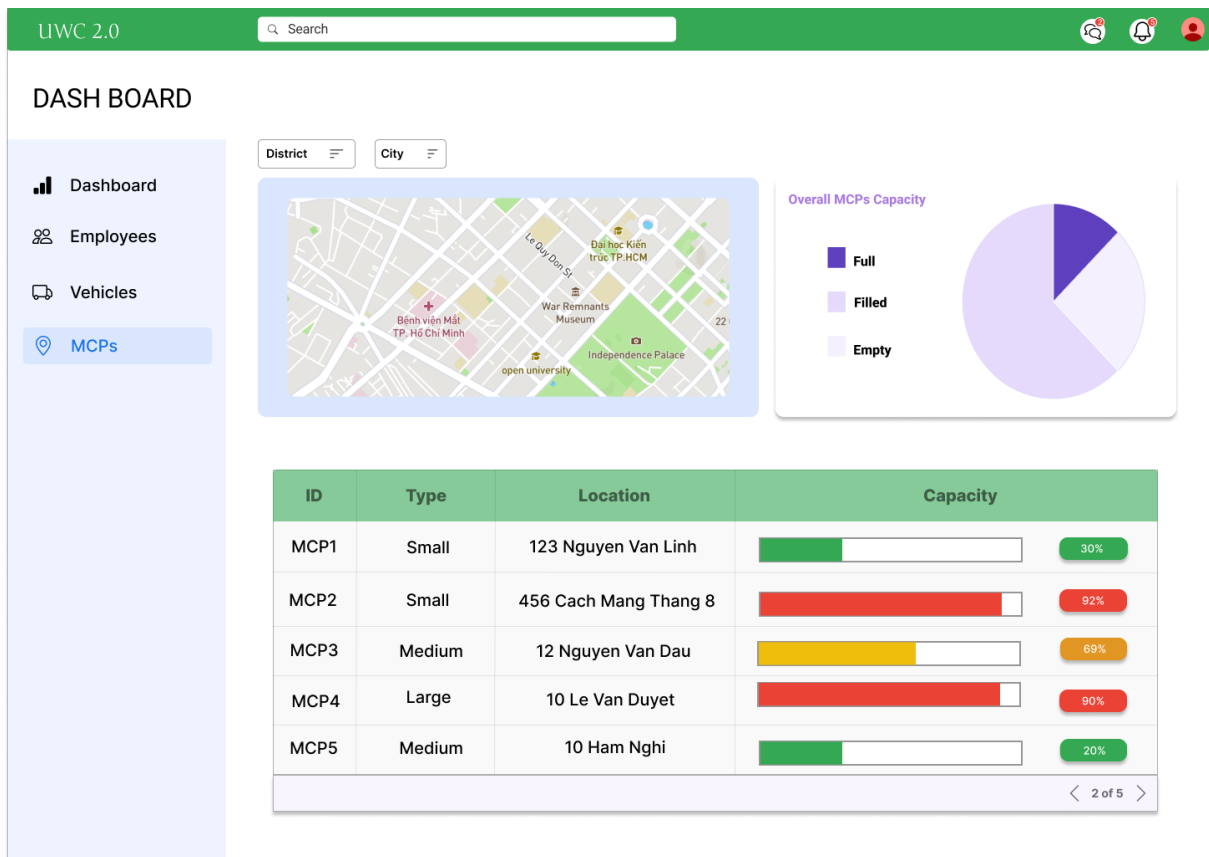 UWC 2.0
Search
2
5
DASH BOARD
Dashboard
Employees
Vehicles
MCPs
District
City
Le Quy Don St
Đai học Kiến
trúc TP.HCM
War Remnants
Museum
Bệnh viện Mắt
TP. Hồ Chí Minh
22
Independence Palace
open university
Overall MCPs Capacity
Full
Filled
Empty
ID Type Location Capacity
MCP1 Small 123 Nguyen Van Linh 30%
MCP2 Small 456 Cach Mang Thang 8 92%
MCP3 Medium 12 Nguyen Van Dau 69%
MCP4 Large 10 Le Van Duyet 90%
MCP5 Medium 10 Ham Nghi 20%
2 of 5